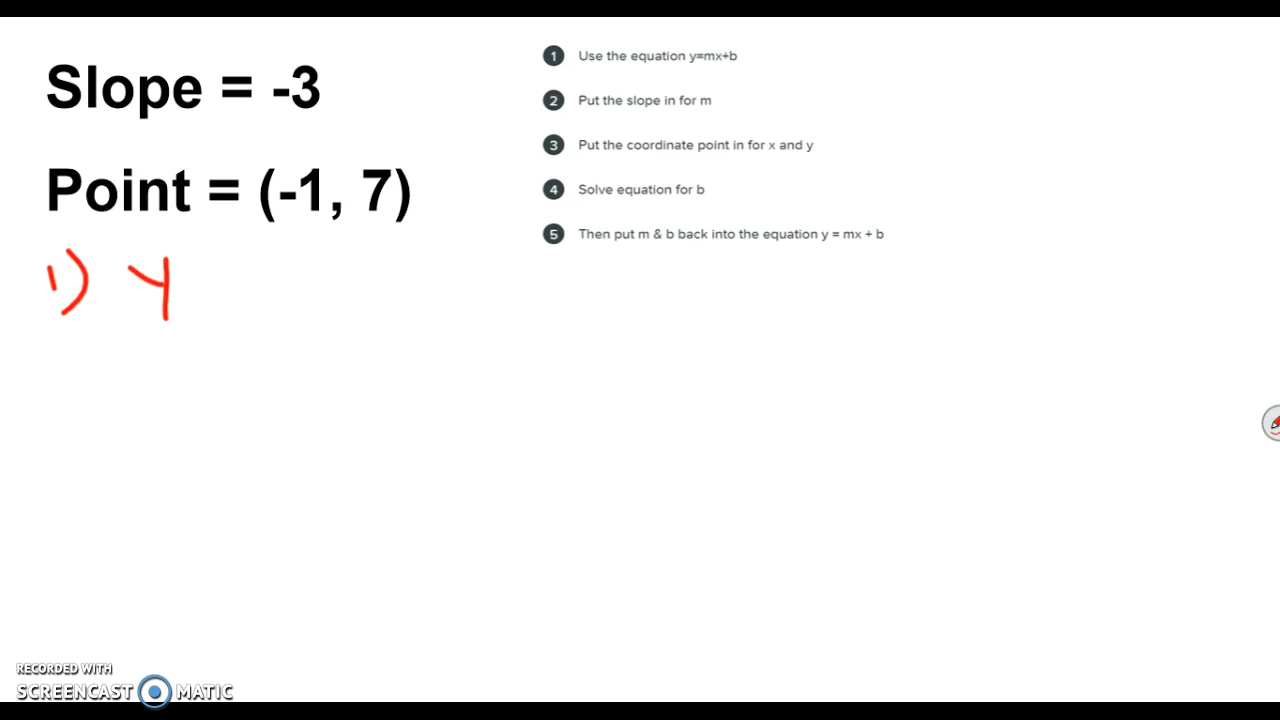 Slope = -3
Point = (-1, 7)
1) y
1 Use the equation y=mx+b
2 Put the slope in for m
3 Put the coordinate point in for x and y
4 Solve equation for b
5 Then put m & b back into the equation y = mx + b
RECORDED WITH
SCREENCAST MATIC